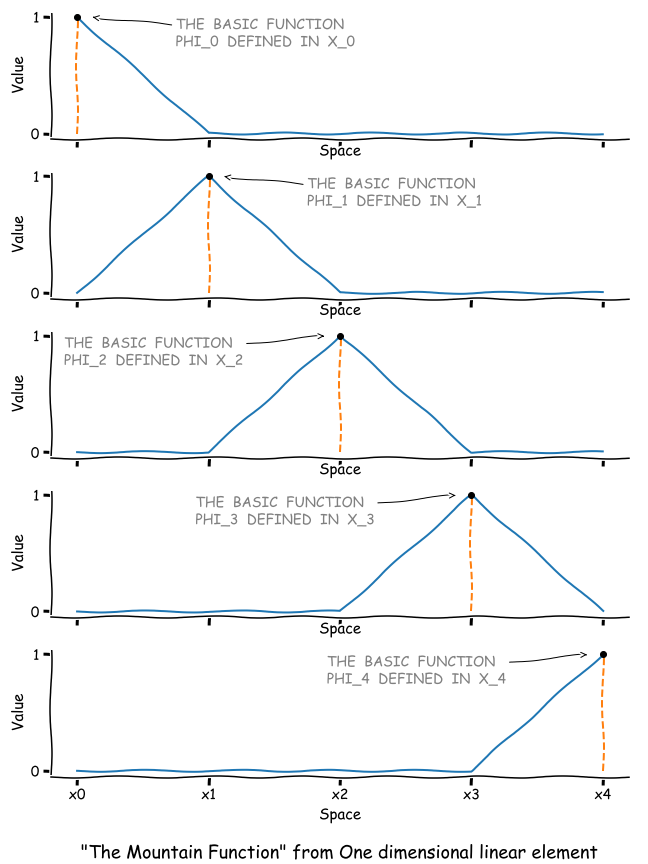 1
THE BASIC FUNCTION
PHI_0 DEFINED IN X_0
Value
0
Space
1
THE BASIC FUNCTION
PHI_1 DEFINED IN X_1
Value
0
Space
1
THE BASIC FUNCTION
PHI_2 DEFINED IN X_2
Value
0
Space
1
THE BASIC FUNCTION
PHI_3 DEFINED IN X_3
Value
0
Space
1
THE BASIC FUNCTION
PHI_4 DEFINED IN X_4
Value
0
x0 x1 x2 x3 x4
Space
"The Mountain Function" from One dimensional linear element